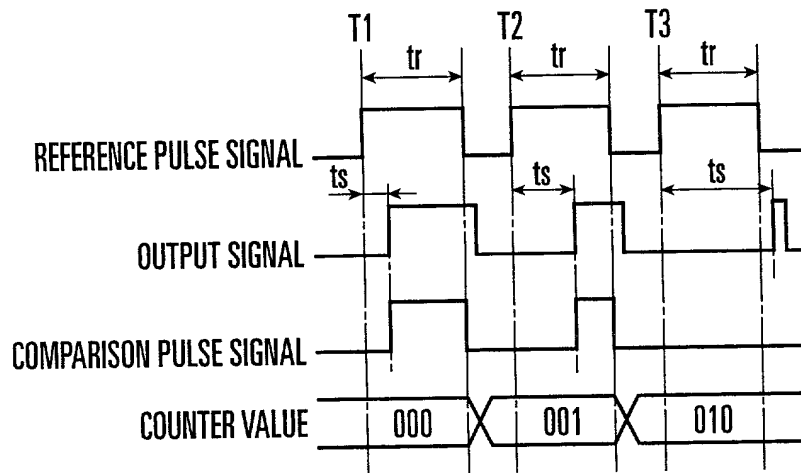 T1 T2 T3
tr tr tr
REFERENCE PULSE SIGNAL
ts ts ts
OUTPUT SIGNAL
COMPARISON PULSE SIGNAL
COUNTER VALUE 000 001 010